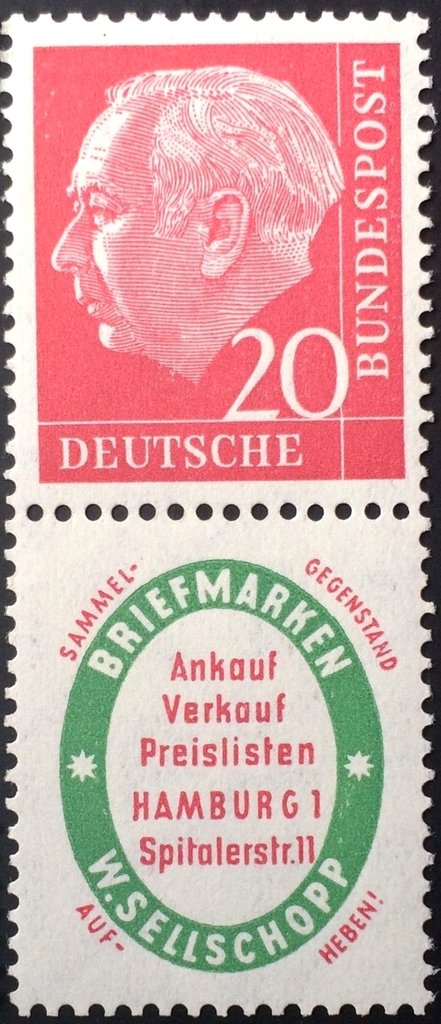 BUNDESPOST
20
DEUTSCHE
SAMMEL-
GEGENSTAND
BRIEFMARKEN
Ankauf
Verkauf
Preislisten
HAMBURG 1
Spitalerstr. 11
W. SELLSCHOPP
AUF-
HEBEN!